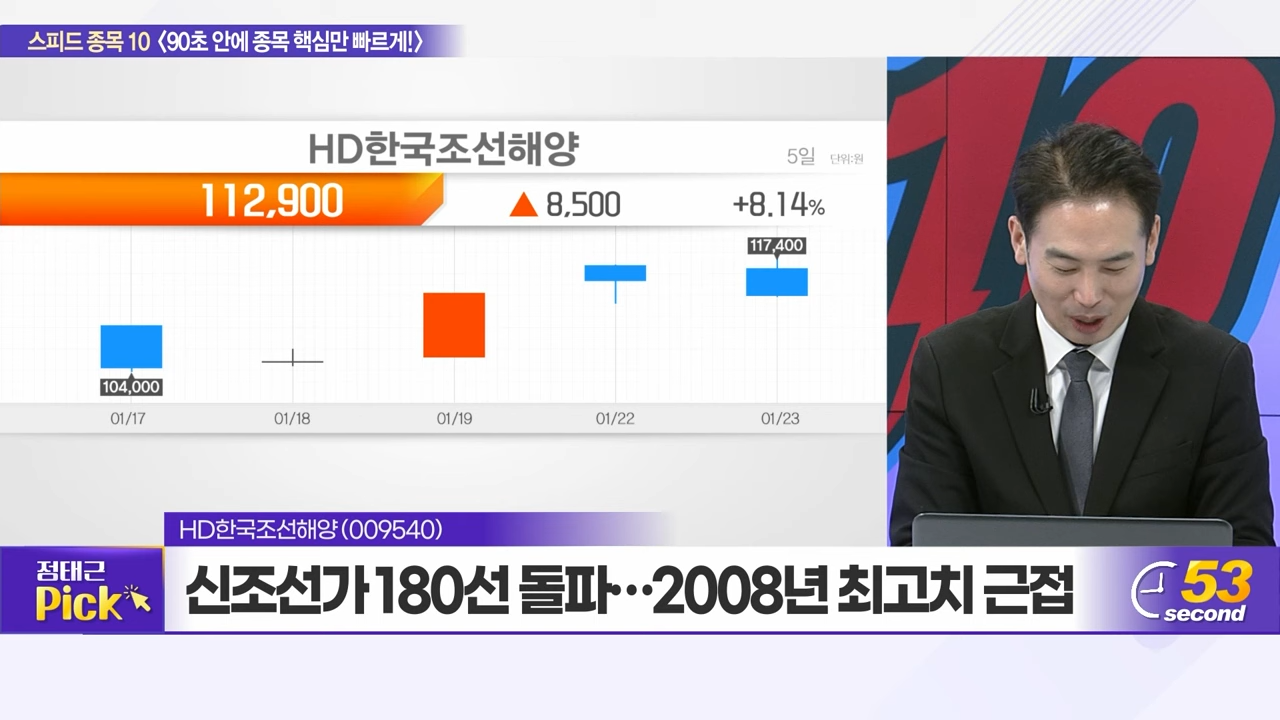 스피드 종목 10 〈90초 안에 종목 핵심만 빠르게!〉
HD한국조선해양
5일 단위:원
112,900 ▲ 8,500 +8.14%
117,400
104,000
01/17 01/18 01/19 01/22 01/23
10
HD한국조선해양(009540)
정태근
Pick
신조선가 180선 돌파…2008년 최고치 근접
53
second